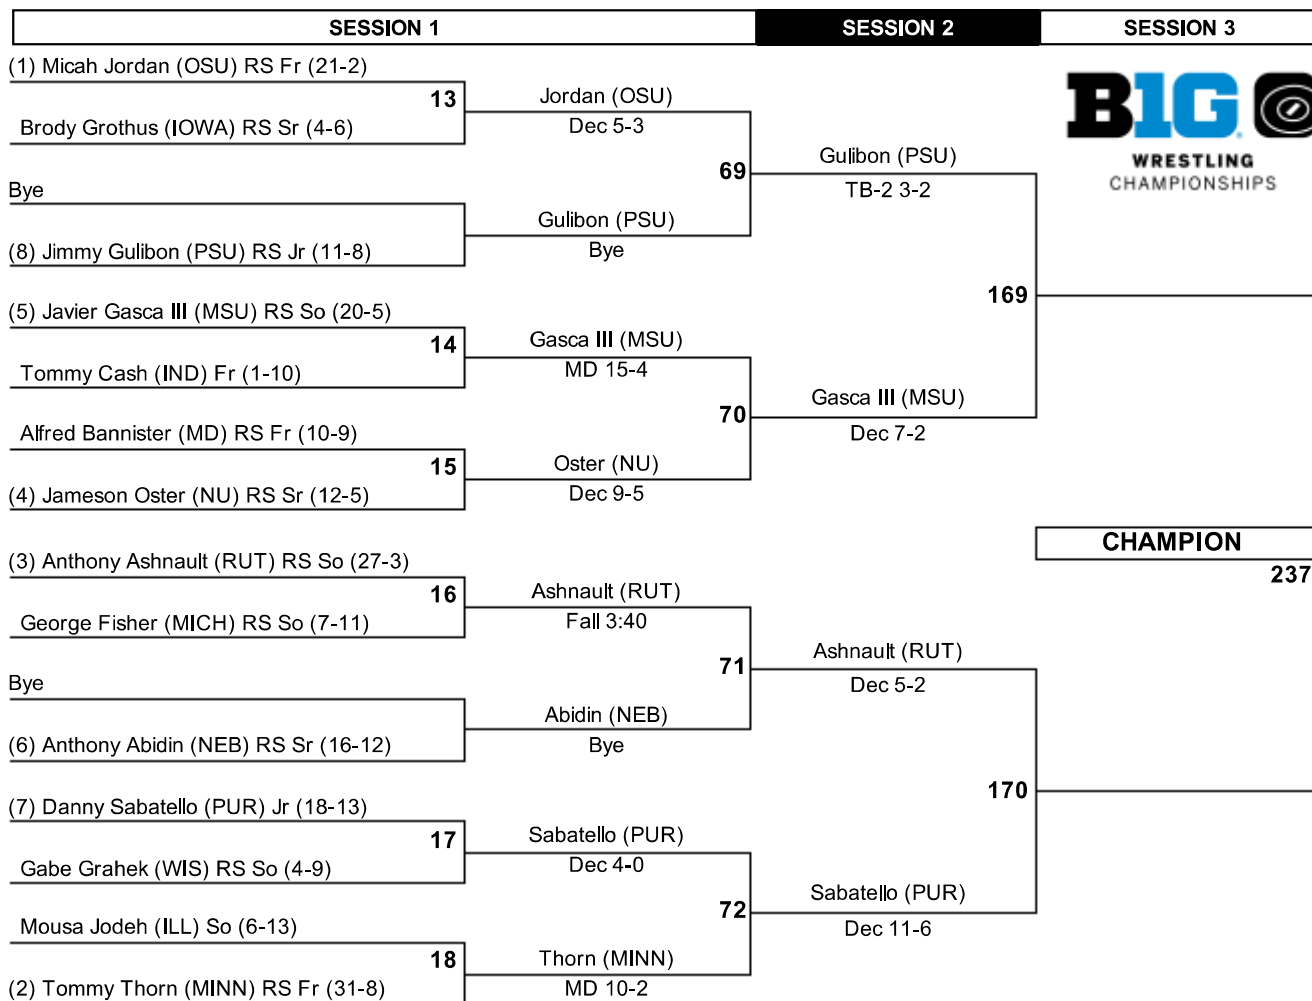 SESSION 1
SESSION 2
SESSION 3
(1) Micah Jordan (OSU) RS Fr (21-2)
13
Brody Grothus (IOWA) RS Sr (4-6)
Jordan (OSU)
Dec 5-3
69
Bye
Gulibon (PSU)
Bye
(8) Jimmy Gulibon (PSU) RS Jr (11-8)
Gulibon (PSU)
TB-2 3-2
B1G
WRESTLING
CHAMPIONSHIPS
169
(5) Javier Gasca III (MSU) RS So (20-5)
14
Tommy Cash (IND) Fr (1-10)
Gasca III (MSU)
MD 15-4
70
Alfred Bannister (MD) RS Fr (10-9)
15
(4) Jameson Oster (NU) RS Sr (12-5)
Oster (NU)
Dec 9-5
Gasca III (MSU)
Dec 7-2
CHAMPION
237
(3) Anthony Ashnault (RUT) RS So (27-3)
16
George Fisher (MICH) RS So (7-11)
Ashnault (RUT)
Fall 3:40
71
Bye
Abidin (NEB)
Bye
(6) Anthony Abidin (NEB) RS Sr (16-12)
Ashnault (RUT)
Dec 5-2
170
(7) Danny Sabatello (PUR) Jr (18-13)
17
Gabe Grahek (WIS) RS So (4-9)
Sabatello (PUR)
Dec 4-0
72
Mousa Jodeh (ILL) So (6-13)
18
(2) Tommy Thorn (MINN) RS Fr (31-8)
Thorn (MINN)
MD 10-2
Sabatello (PUR)
Dec 11-6